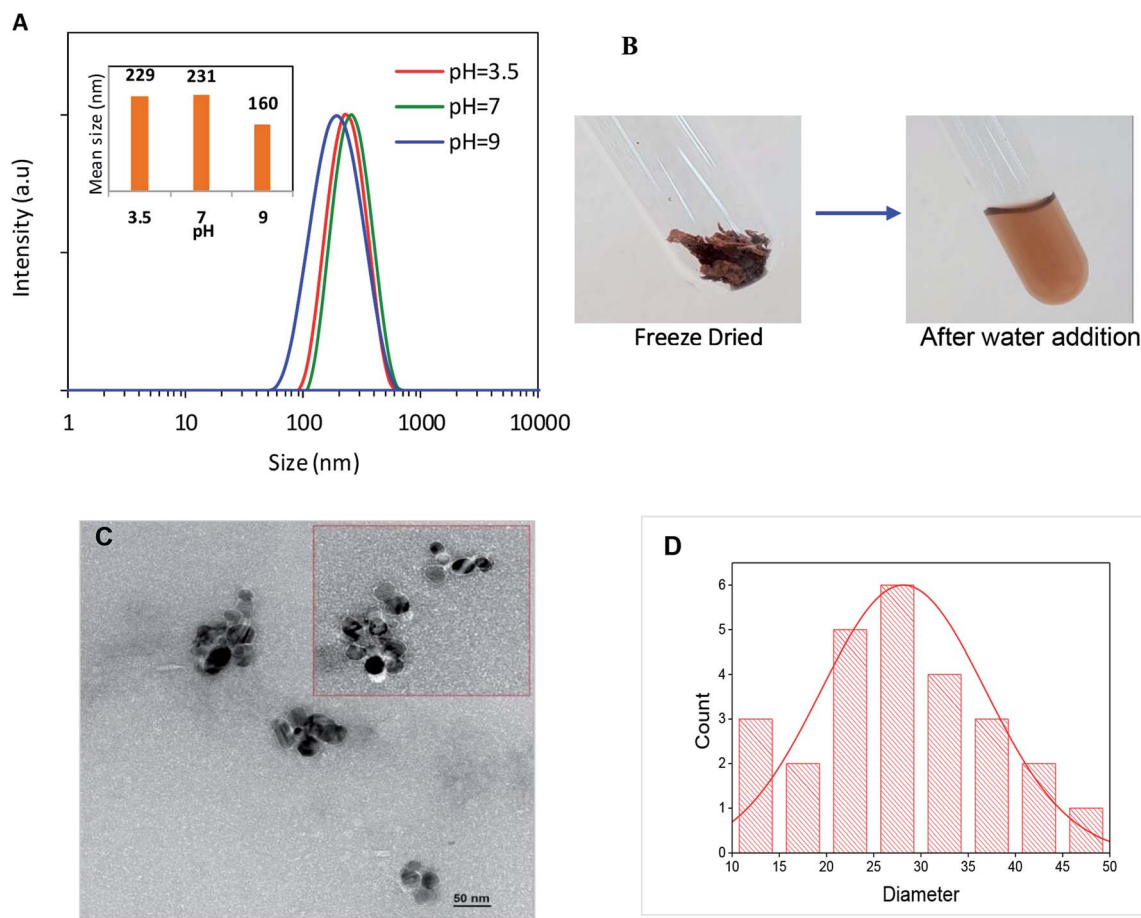 A
Intensity (a.u)
Size (nm)
1 10 100 1000 10000
pH=3.5
pH=7
pH=9
Mean size (nm)
229 231 160
3.5 7 9
pH
B
Freeze Dried
After water addition
C
50 nm
D
Count
6
5
4
3
2
1
0
10 15 20 25 30 35 40 45 50
Diameter